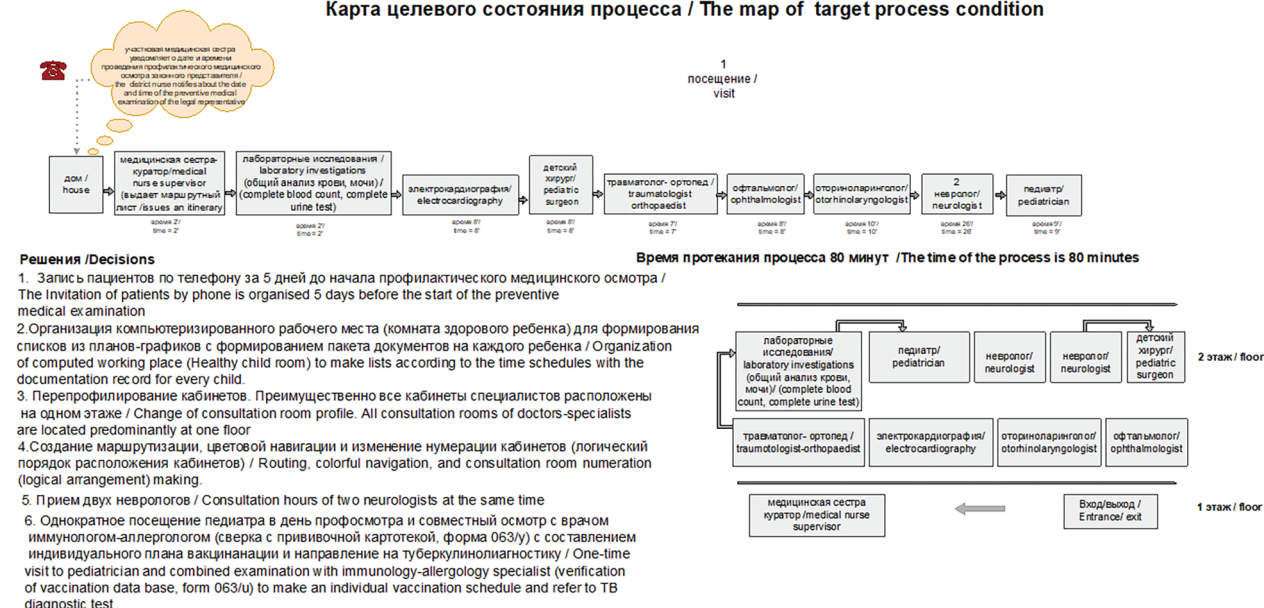 Карта целевого состояния процесса / The map of target process condition
участковая медицинская сестра
уведомляет о дате и времени
проведения профилактического медицинского
осмотра законного представителя /
the district nurse notifies about the date
and time of the preventive medical
examination of the legal representative
1
посещение /
visit
дом /
house
медицинская сестра-
куратор/medical
nurse supervisor
(выдает маршрутный
лист /issues an itinerary
лабораторные исследования /
laboratory investigations
(общий анализ крови, мочи) /
(complete blood count, complete
urine test)
электрокардиография/
electrocardiography
детский
хирург/
pediatric
surgeon
травматолог- ортопед /
traumatologist
orthopaedist
офтальмолог/
ophthalmologist
оториноларинголог/
otorhinolaryngologist
2
невролог/
neurologist
педиатр/
pediatrician
время 2'/
time = 2'
время 2'/
time = 2'
время 8'/
time = 8'
время 8'/
time = 8'
время 7'/
time = 7'
время 8'/
time = 8'
время 10'/
time = 10'
время 26'/
time = 26'
время 9'/
time = 9'
Решения /Decisions
1. Запись пациентов по телефону за 5 дней до начала профилактического медицинского осмотра /
The Invitation of patients by phone is organised 5 days before the start of the preventive
medical examination
2.Организация компьютеризированного рабочего места (комната здорового ребенка) для формирования
списков из планов-графиков с формированием пакета документов на каждого ребенка / Organization
of computed working place (Healthy child room) to make lists according to the time schedules with the
documentation record for every child.
3. Перепрофилирование кабинетов. Преимущественно все кабинеты специалистов расположены
на одном этаже / Change of consultation room profile. All consultation rooms of doctors-specialists
are located predominantly at one floor
4.Создание маршрутизации, цветовой навигации и изменение нумерации кабинетов (логический
порядок расположения кабинетов) / Routing, colorful navigation, and consultation room numeration
(logical arrangement) making.
5. Прием двух неврологов / Consultation hours of two neurologists at the same time
6. Однократное посещение педиатра в день профосмотра и совместный осмотр с врачом
иммунологом-аллергологом (сверка с прививочной картотекой, форма 063/у) с составлением
индивидуального плана вакцинанации и направление на туберкулинолиагностику / One-time
visit to pediatrician and combined examination with immunology-allergology specialist (verification
of vaccination data base, form 063/u) to make an individual vaccination schedule and refer to TB
diagnostic test
Время протекания процесса 80 минут /The time of the process is 80 minutes
лабораторные
исследования/
laboratory investigations
(общий анализ крови,
мочи)/ (complete blood
count, complete urine test)
педиатр/
pediatrician
невролог/
neurologist
невролог/
neurologist
детский
хирург/
pediatric
surgeon
2 этаж / floor
травматолог- ортопед /
traumotologist-orthopaedist
электрокардиография/
electrocardiography
оториноларинголог/
otorhinolaryngologist
офтальмолог/
ophthalmologist
медицинская сестра
куратор /medical nurse
supervisor
Вход/выход /
Entrance/ exit
1 этаж / floor